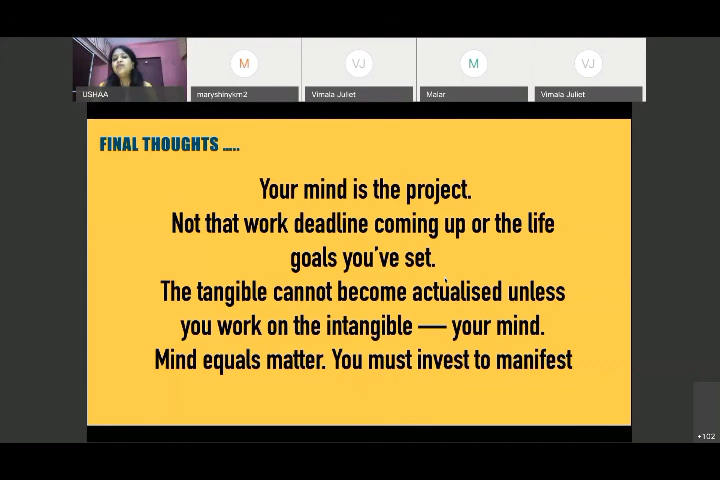 M
VJ
M
VJ
USHAA
maryshinykm2
Vimala Juliet
Malar
Vimala Juliet
FINAL THOUGHTS .....
Your mind is the project.
Not that work deadline coming up or the life
goals you've set.
The tangible cannot become actualised unless
you work on the intangible — your mind.
Mind equals matter. You must invest to manifest
+102